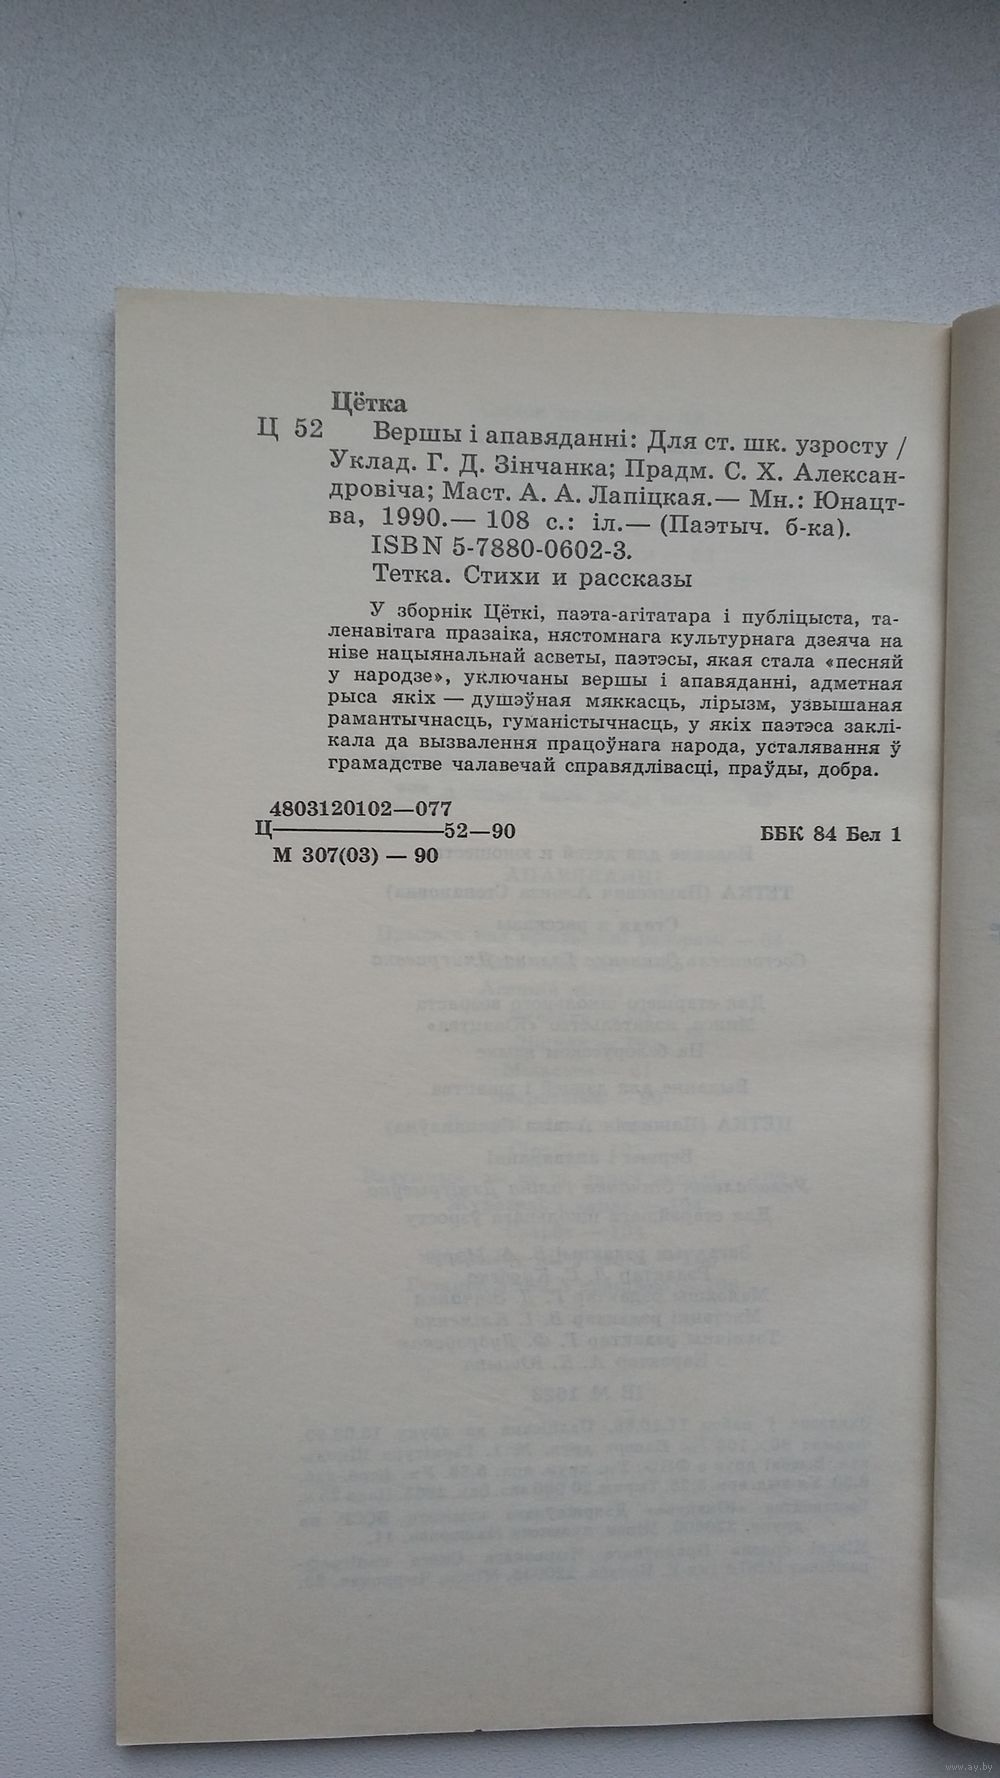 Цётка
Ц 52 Вершы і апавяданні: Для ст. шк. узросту /
Уклад. Г. Д. Зінчанка; Прадм. С. Х. Алексан-
дровіча; Маст. А. А. Лапіцкая.— Мн.: Юнацт-
ва, 1990.— 108 с.: іл.— (Паэтыч. б-ка).
ISBN 5-7880-0602-3.
Тетка. Стихи и рассказы
У зборнік Цёткі, паэта-агітатара і публіцыста, та-
ленавітага празаіка, нястомнага культурнага дзеяча на
ніве нацыянальнай асветы, паэтэсы, якая стала «песняй
у народзе», уключаны вершы і апавяданні, адметная
рыса якіх — душэўная мяккасць, лірызм, узвышаная
рамантычнасць, гуманістычнасць, у якіх паэтэса заклі-
кала да вызвалення працоўнага народа, усталявання ў
грамадстве чалавечай справядлівасці, праўды, добра.
4803120102—077
Ц————————52—90 ББК 84 Бел 1
М 307(03) — 90
www.ay.by